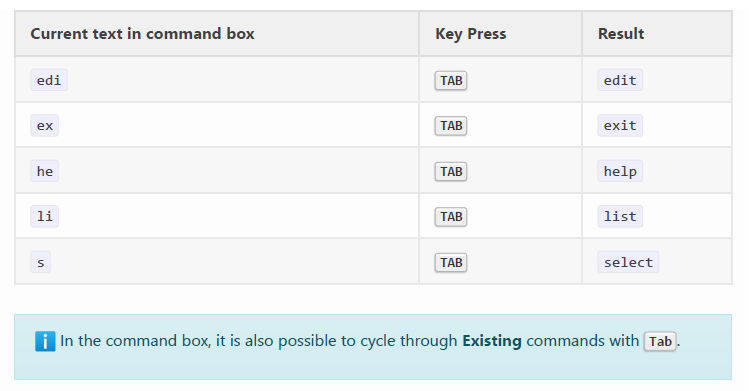 Current text in command box Key Press Result
edi TAB edit
ex TAB exit
he TAB help
li TAB list
s TAB select
In the command box, it is also possible to cycle through Existing commands with Tab.